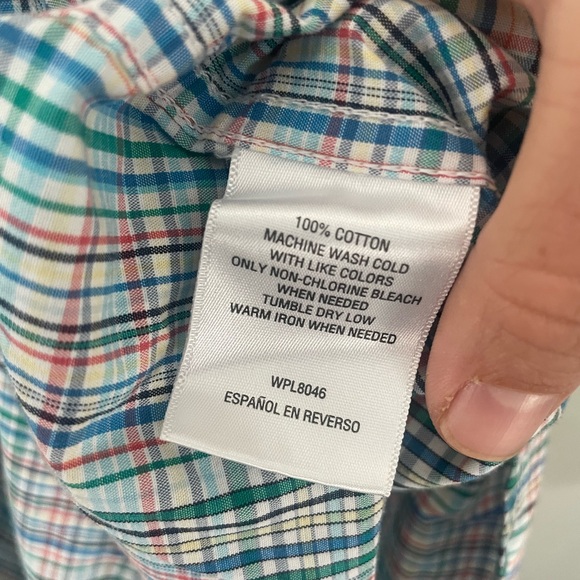 100% COTTON
MACHINE WASH COLD
WITH LIKE COLORS
ONLY NON-CHLORINE BLEACH
WHEN NEEDED
TUMBLE DRY LOW
WARM IRON WHEN NEEDED
WPL8046
ESPAÑOL EN REVERSO